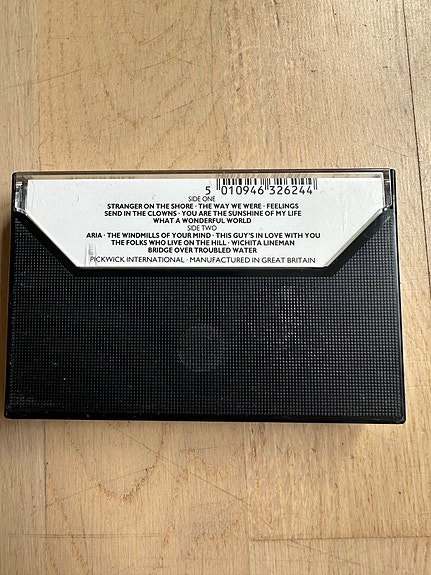 5 010946 326244
SIDE ONE
STRANGER ON THE SHORE · THE WAY WE WERE · FEELINGS
SEND IN THE CLOWNS · YOU ARE THE SUNSHINE OF MY LIFE
WHAT A WONDERFUL WORLD
SIDE TWO
ARIA · THE WINDMILLS OF YOUR MIND · THIS GUY'S IN LOVE WITH YOU
THE FOLKS WHO LIVE ON THE HILL · WICHITA LINEMAN
BRIDGE OVER TROUBLED WATER
PICKWICK INTERNATIONAL · MANUFACTURED IN GREAT BRITAIN